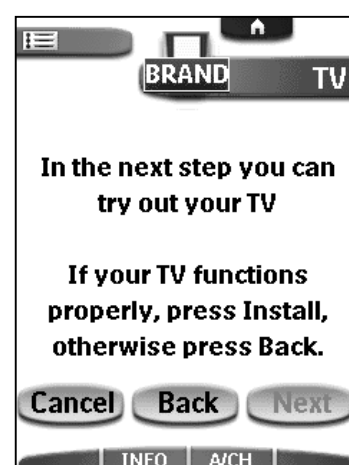 BRAND
TV
In the next step you can
try out your TV
If your TV functions
properly, press Install,
otherwise press Back.
Cancel Back Next
INFO A/CH